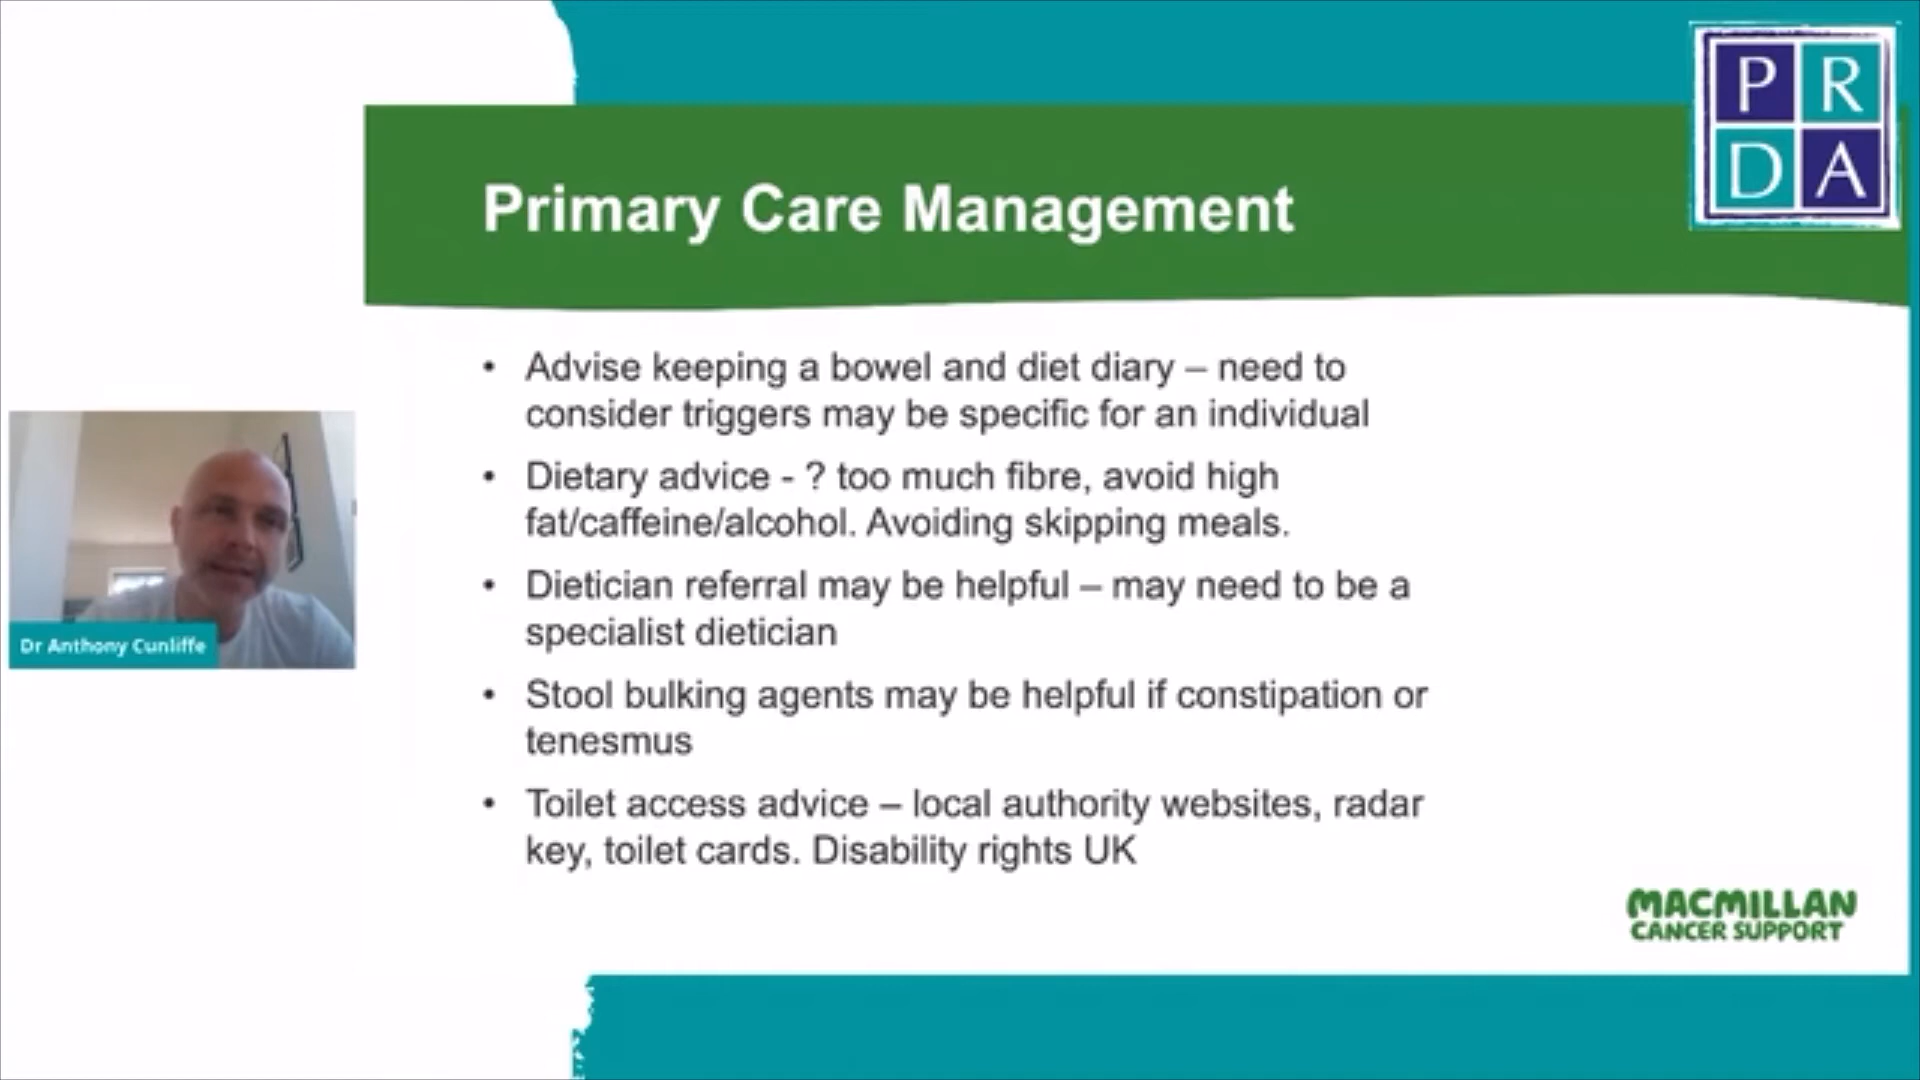 P R
D A
Primary Care Management
• Advise keeping a bowel and diet diary – need to
consider triggers may be specific for an individual
• Dietary advice - ? too much fibre, avoid high
fat/caffeine/alcohol. Avoiding skipping meals.
• Dietician referral may be helpful – may need to be a
specialist dietician
• Stool bulking agents may be helpful if constipation or
tenesmus
• Toilet access advice – local authority websites, radar
key, toilet cards. Disability rights UK
Dr Anthony Cunliffe
MACMILLAN
CANCER SUPPORT